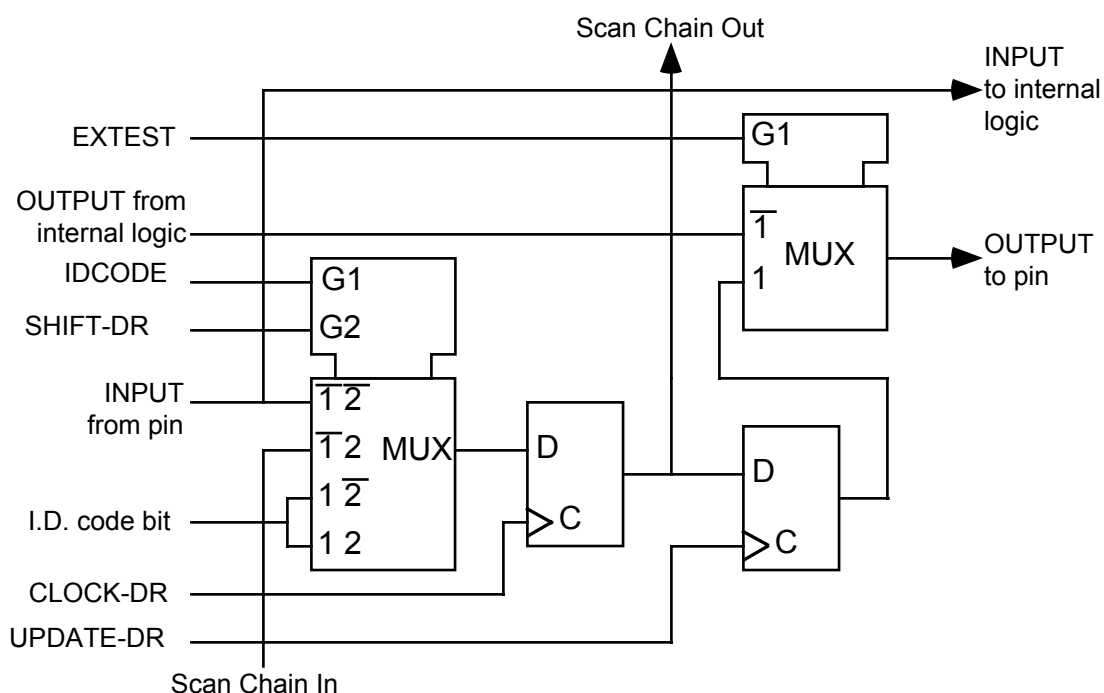 Scan Chain Out
INPUT
to internal
logic
EXTEST
G1
OUTPUT from
internal logic
1̅
MUX
1
OUTPUT
to pin
IDCODE
G1
SHIFT-DR
G2
INPUT
from pin
1̅ 2̅
1̅ 2
MUX
1 2̅
1 2
I.D. code bit
D
C
D
C
CLOCK-DR
UPDATE-DR
Scan Chain In